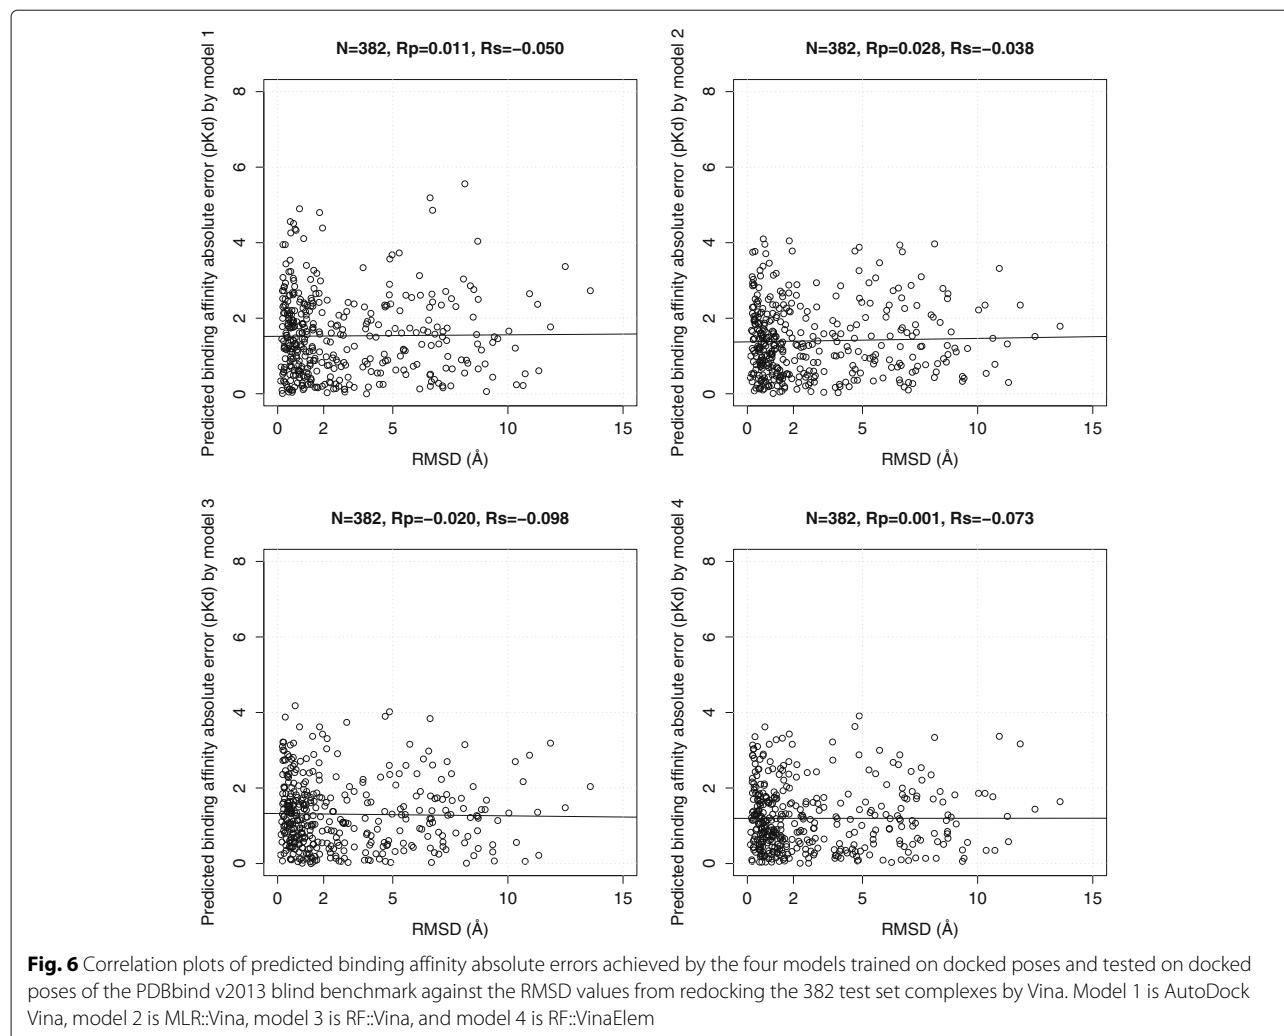 N=382, Rp=0.011, Rs=−0.050
Predicted binding affinity absolute error (pKd) by model 1
8
6
4
2
0
0 2 5 10 15
RMSD (Å)
N=382, Rp=0.028, Rs=−0.038
Predicted binding affinity absolute error (pKd) by model 2
8
6
4
2
0
0 2 5 10 15
RMSD (Å)
N=382, Rp=−0.020, Rs=−0.098
Predicted binding affinity absolute error (pKd) by model 3
8
6
4
2
0
0 2 5 10 15
RMSD (Å)
N=382, Rp=0.001, Rs=−0.073
Predicted binding affinity absolute error (pKd) by model 4
8
6
4
2
0
0 2 5 10 15
RMSD (Å)
Fig. 6 Correlation plots of predicted binding affinity absolute errors achieved by the four models trained on docked poses and tested on docked
poses of the PDBbind v2013 blind benchmark against the RMSD values from redocking the 382 test set complexes by Vina. Model 1 is AutoDock
Vina, model 2 is MLR::Vina, model 3 is RF::Vina, and model 4 is RF::VinaElem